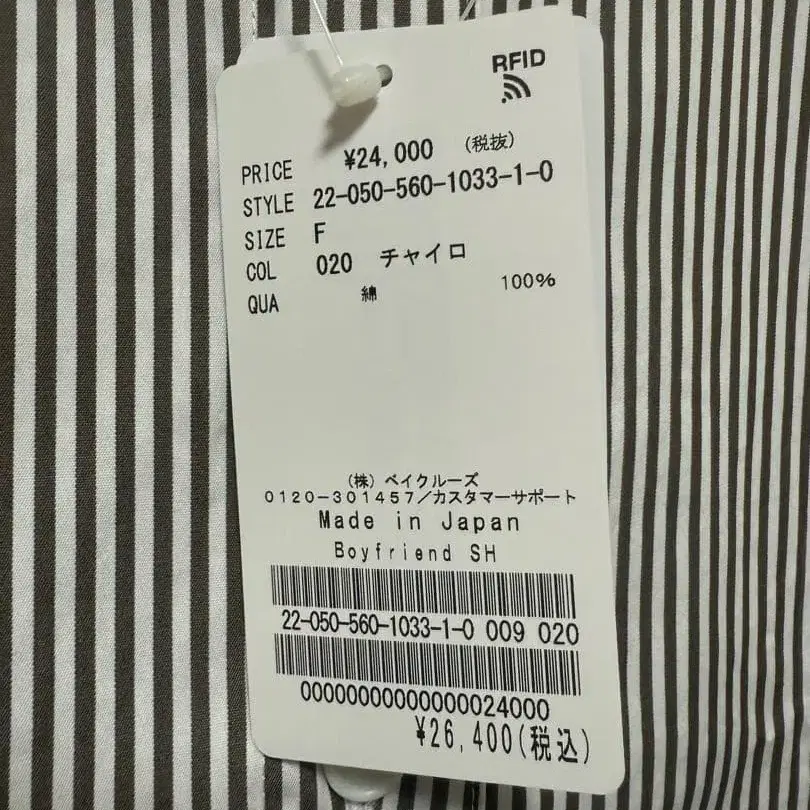 RFID
PRICE ¥24,000 (税抜)
STYLE 22-050-560-1033-1-0
SIZE F
COL 020 チャイロ
QUA 綿 100%
(株) ベイクルーズ
0120-301457/カスタマーサポート
Made in Japan
Boyfriend SH
22-050-560-1033-1-0 009 020
00000000000000024000
¥26,400(税込)